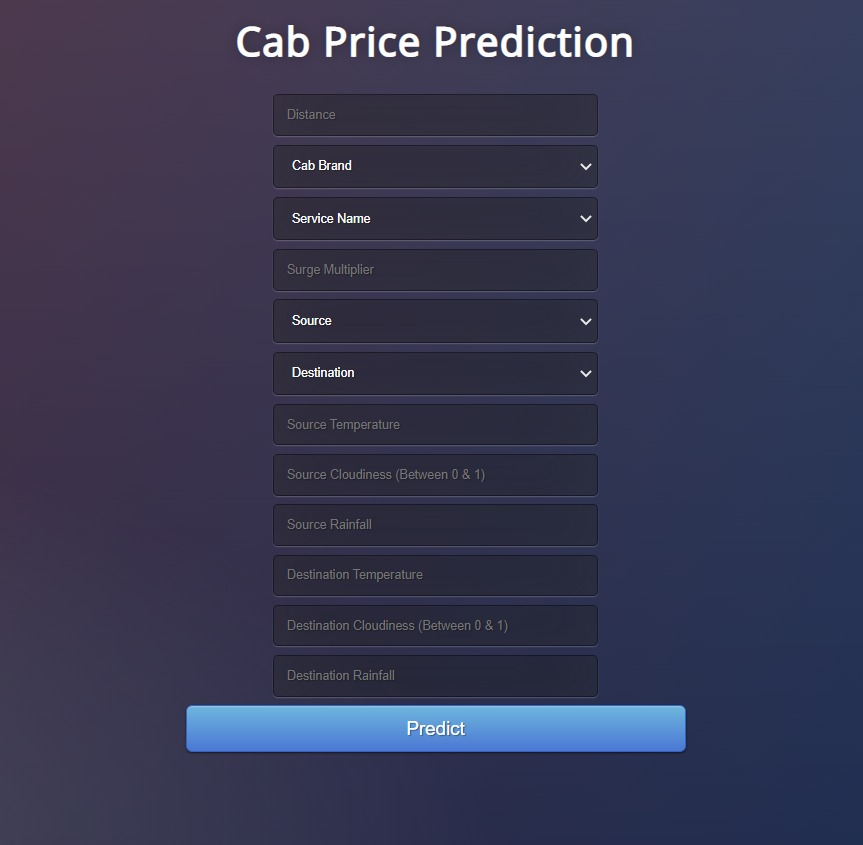 Cab Price Prediction
Distance
Cab Brand
Service Name
Surge Multiplier
Source
Destination
Source Temperature
Source Cloudiness (Between 0 & 1)
Source Rainfall
Destination Temperature
Destination Cloudiness (Between 0 & 1)
Destination Rainfall
Predict